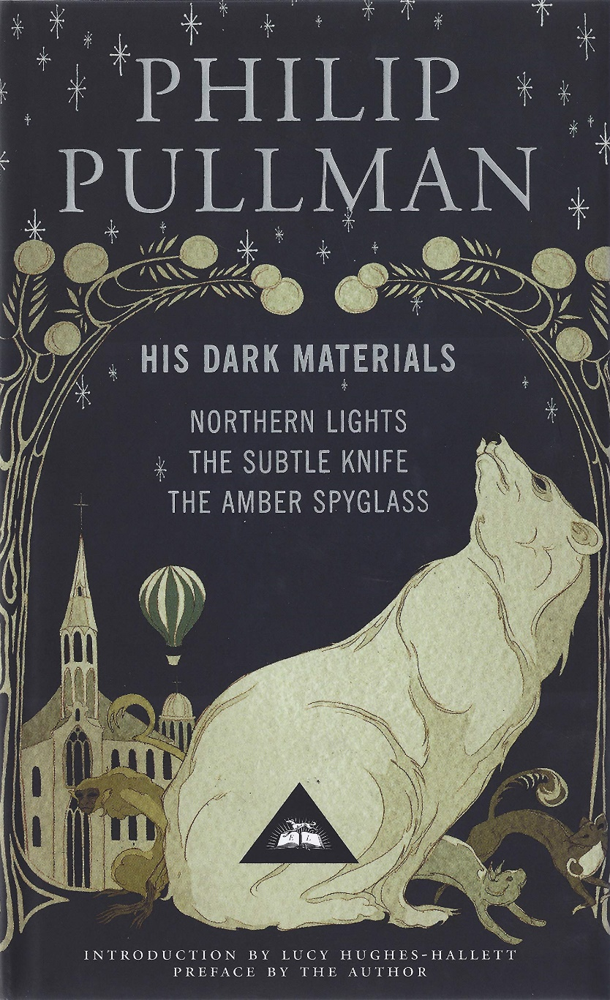 PHILIP
PULLMAN
HIS DARK MATERIALS
NORTHERN LIGHTS
THE SUBTLE KNIFE
THE AMBER SPYGLASS
E L
INTRODUCTION BY LUCY HUGHES-HALLETT
PREFACE BY THE AUTHOR